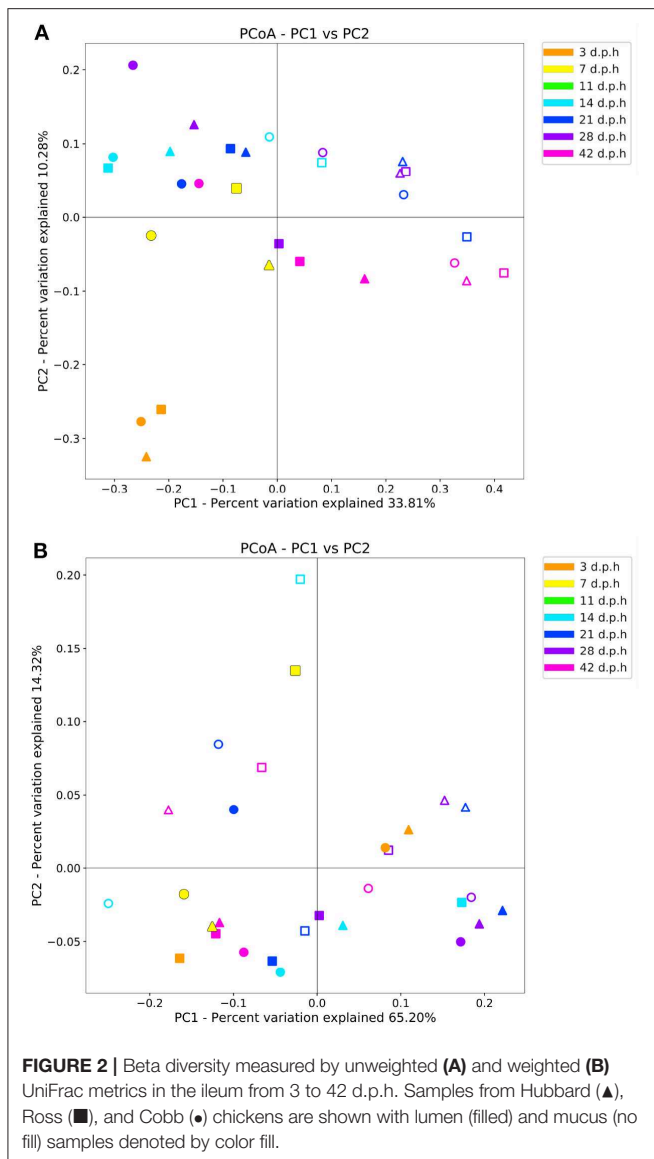 A
PCoA - PC1 vs PC2
0.2
0.1
0.0
−0.1
−0.2
−0.3
PC2 - Percent variation explained 10.28%
−0.3 −0.2 −0.1 0.0 0.1 0.2 0.3 0.4
PC1 - Percent variation explained 33.81%
3 d.p.h
7 d.p.h
11 d.p.h
14 d.p.h
21 d.p.h
28 d.p.h
42 d.p.h
B
PCoA - PC1 vs PC2
0.20
0.15
0.10
0.05
0.00
−0.05
PC2 - Percent variation explained 14.32%
−0.2 −0.1 0.0 0.1 0.2
PC1 - Percent variation explained 65.20%
3 d.p.h
7 d.p.h
11 d.p.h
14 d.p.h
21 d.p.h
28 d.p.h
42 d.p.h
FIGURE 2 | Beta diversity measured by unweighted (A) and weighted (B)
UniFrac metrics in the ileum from 3 to 42 d.p.h. Samples from Hubbard (▲),
Ross (■), and Cobb (●) chickens are shown with lumen (filled) and mucus (no
fill) samples denoted by color fill.